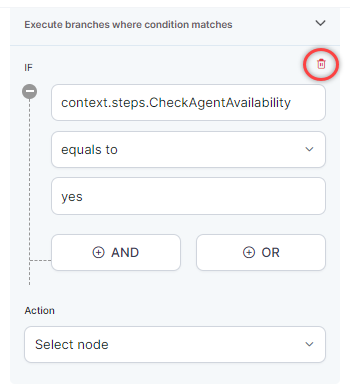 Execute branches where condition matches
IF
context.steps.CheckAgentAvailability
equals to
yes
AND
OR
Action
Select node